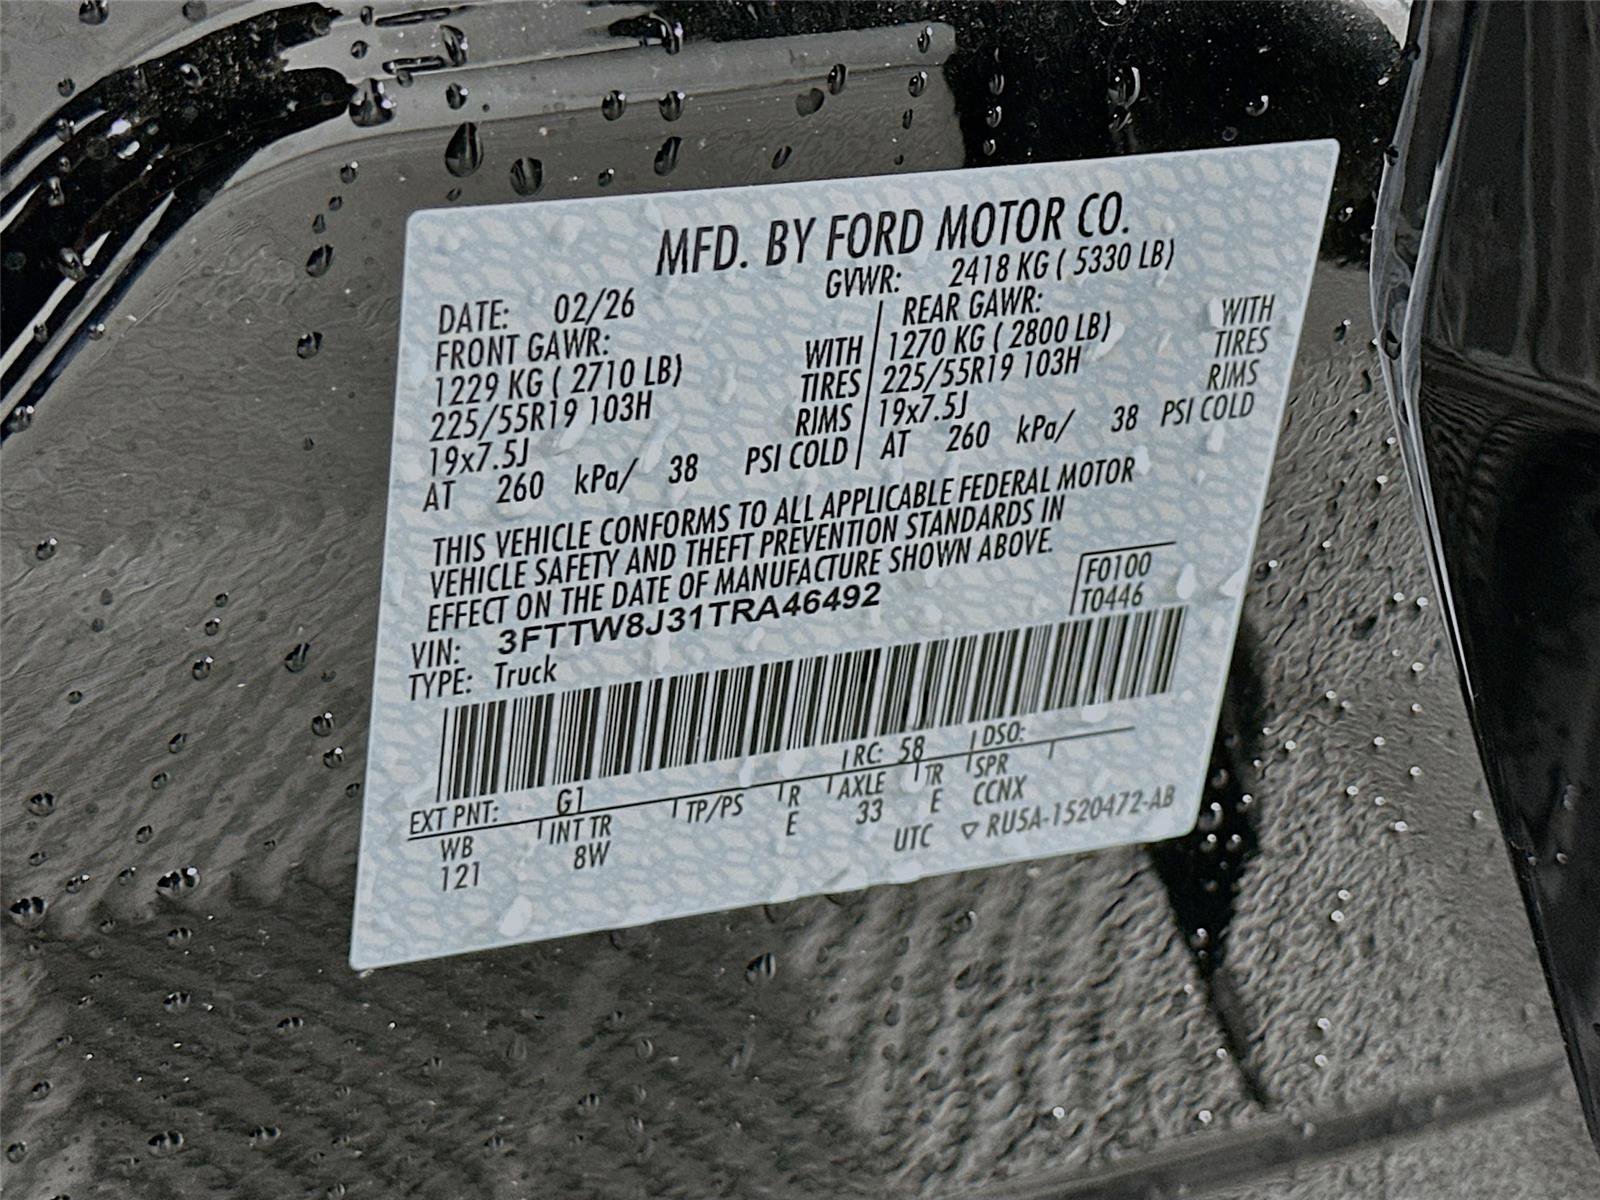 MFD. BY FORD MOTOR CO.
DATE: 02/26 GVWR: 2418 KG ( 5330 LB)
FRONT GAWR: REAR GAWR:
1229 KG ( 2710 LB) WITH 1270 KG ( 2800 LB) WITH
225/55R19 103H TIRES 225/55R19 103H TIRES
19x7.5J RIMS 19x7.5J RIMS
AT 260 kPa/ 38 PSI COLD AT 260 kPa/ 38 PSI COLD
THIS VEHICLE CONFORMS TO ALL APPLICABLE FEDERAL MOTOR
VEHICLE SAFETY AND THEFT PREVENTION STANDARDS IN
EFFECT ON THE DATE OF MANUFACTURE SHOWN ABOVE.
VIN: 3FTTW8J31TRA46492 F0100
TYPE: Truck T0446
EXT PNT: G1 RC: 58 DSO:
WB INT TR TP/PS R AXLE TR SPR
121 8W E 33 E CCNX
UTC ▽ RU5A-1520472-AB